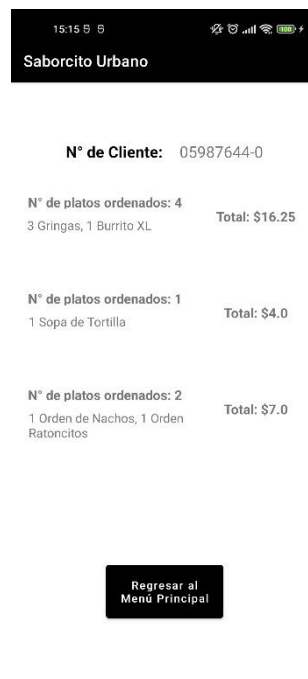 15:15
100
Saborcito Urbano
N° de Cliente: 05987644-0
N° de platos ordenados: 4
3 Gringas, 1 Burrito XL
Total: $16.25
N° de platos ordenados: 1
1 Sopa de Tortilla
Total: $4.0
N° de platos ordenados: 2
1 Orden de Nachos, 1 Orden
Ratoncitos
Total: $7.0
Regresar al
Menú Principal